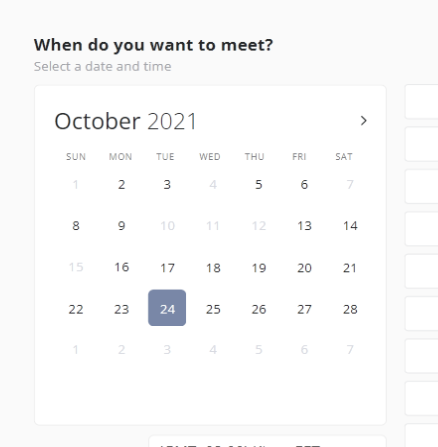 When do you want to meet?
Select a date and time
October 2021
SUN MON TUE WED THU FRI SAT
1 2 3 4 5 6 7
8 9 10 11 12 13 14
15 16 17 18 19 20 21
22 23 24 25 26 27 28
1 2 3 4 5 6 7